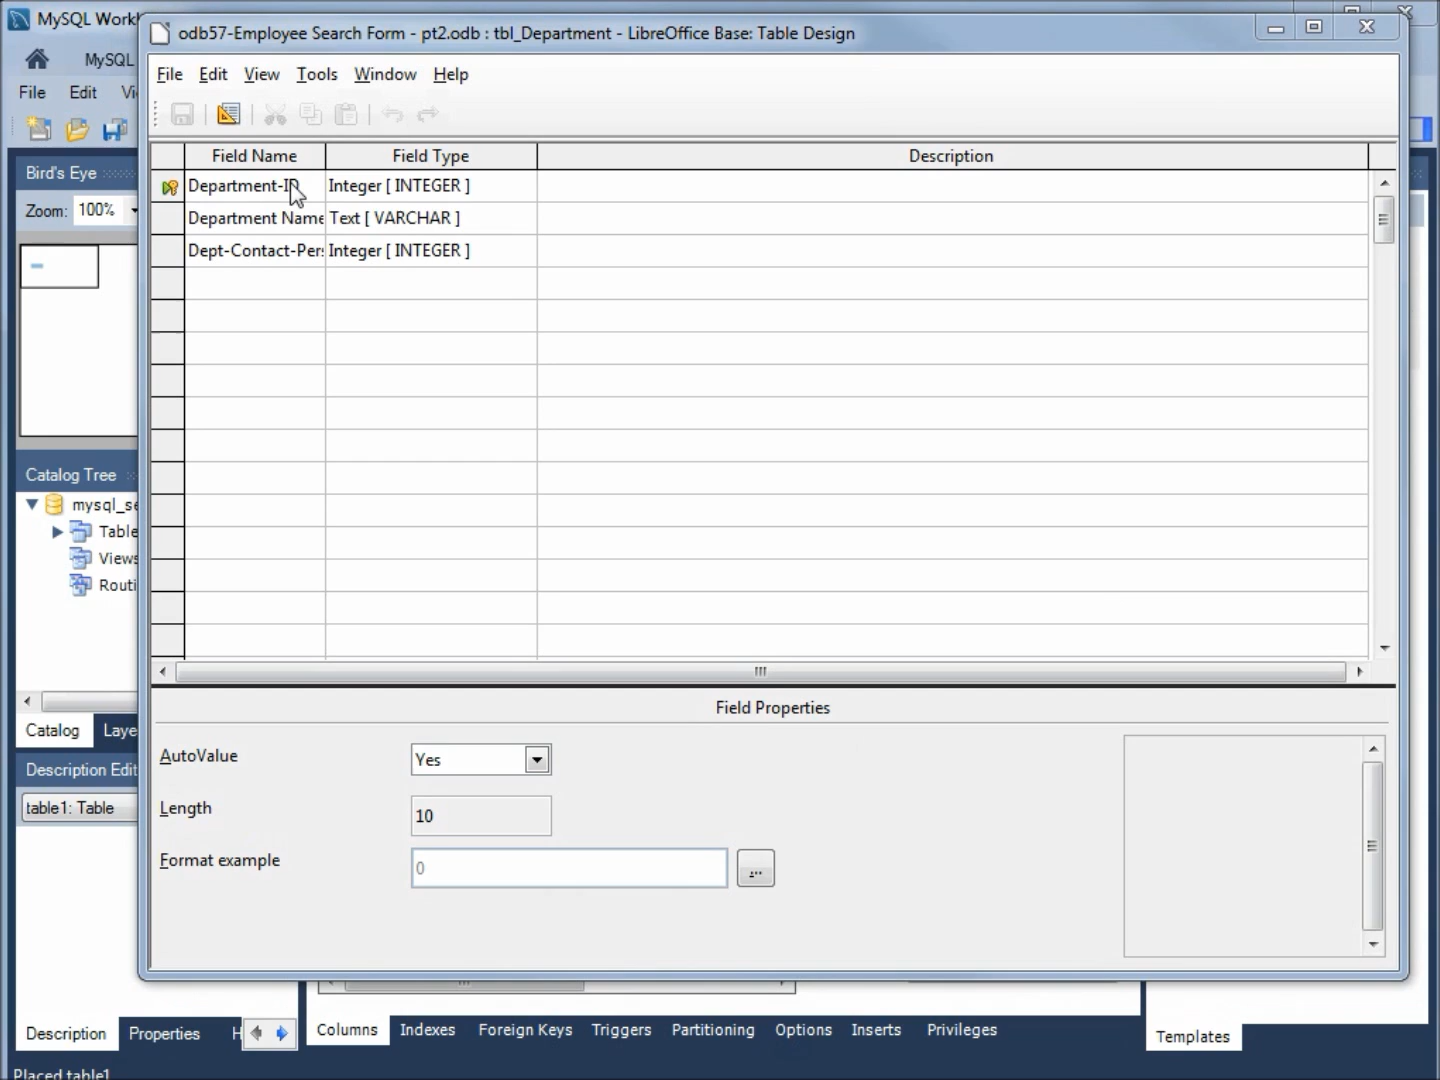 MySQL Work
odb57-Employee Search Form - pt2.odb : tbl_Department - LibreOffice Base: Table Design
MySQL
File Edit View Tools Window Help
File Edit Vi
Field Name Field Type Description
Bird's Eye
Department-ID Integer [ INTEGER ]
Zoom: 100%
Department Name Text [ VARCHAR ]
Dept-Contact-Pers Integer [ INTEGER ]
Catalog Tree
mysql_se
Table
Views
Routi
Catalog Laye
Field Properties
AutoValue Yes
Description Edit
table1: Table
Length 10
Format example 0
...
Description Properties H
Columns Indexes Foreign Keys Triggers Partitioning Options Inserts Privileges
Templates
Placed table1